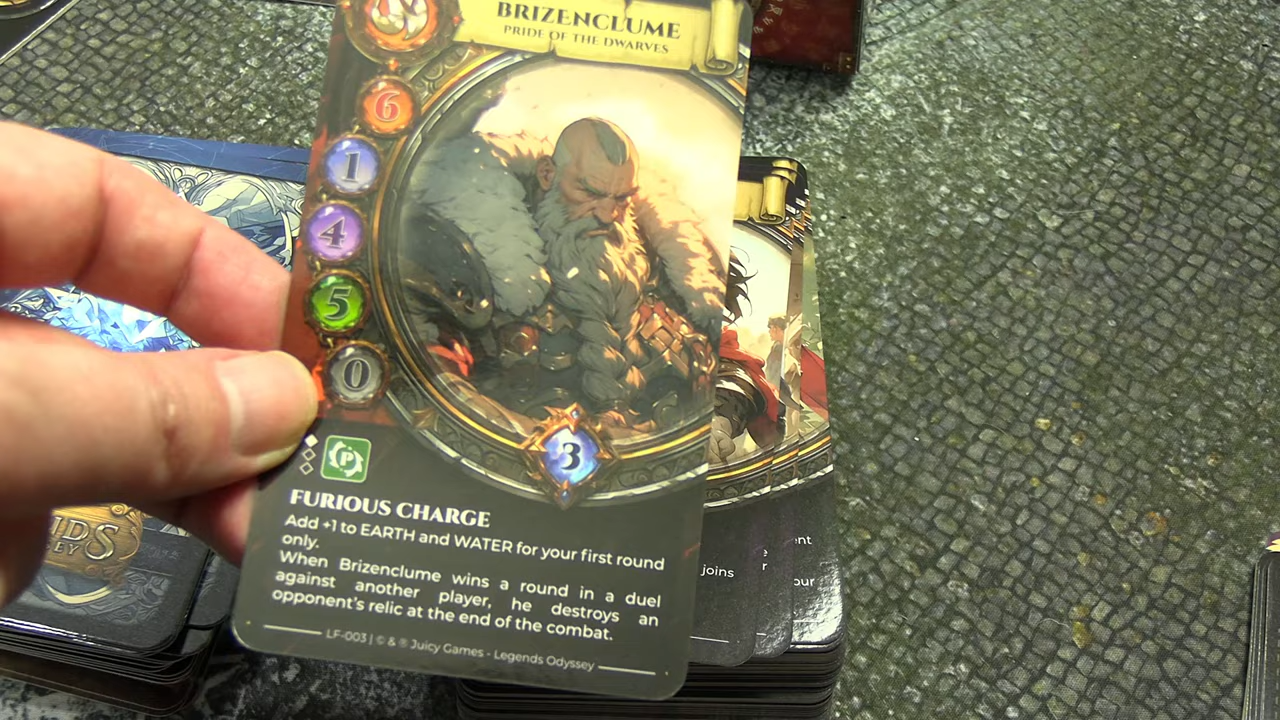 BRIZENCLUME
PRIDE OF THE DWARVES
6
1
4
5
0
3
P
FURIOUS CHARGE
Add +1 to EARTH and WATER for your first round
only.
When Brizenclume wins a round in a duel
against another player, he destroys an
opponent's relic at the end of the combat.
LF-003 | © & ® Juicy Games - Legends Odyssey
joins
our